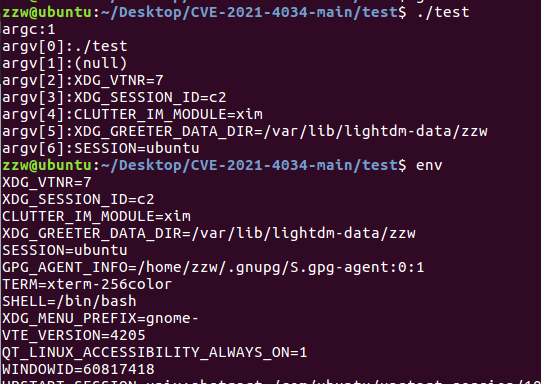 zzw@ubuntu:~/Desktop/CVE-2021-4034-main/test$ ./test
argc:1
argv[0]:./test
argv[1]:(null)
argv[2]:XDG_VTNR=7
argv[3]:XDG_SESSION_ID=c2
argv[4]:CLUTTER_IM_MODULE=xim
argv[5]:XDG_GREETER_DATA_DIR=/var/lib/lightdm-data/zzw
argv[6]:SESSION=ubuntu
zzw@ubuntu:~/Desktop/CVE-2021-4034-main/test$ env
XDG_VTNR=7
XDG_SESSION_ID=c2
CLUTTER_IM_MODULE=xim
XDG_GREETER_DATA_DIR=/var/lib/lightdm-data/zzw
SESSION=ubuntu
GPG_AGENT_INFO=/home/zzw/.gnupg/S.gpg-agent:0:1
TERM=xterm-256color
SHELL=/bin/bash
XDG_MENU_PREFIX=gnome-
VTE_VERSION=4205
QT_LINUX_ACCESSIBILITY_ALWAYS_ON=1
WINDOWID=60817418